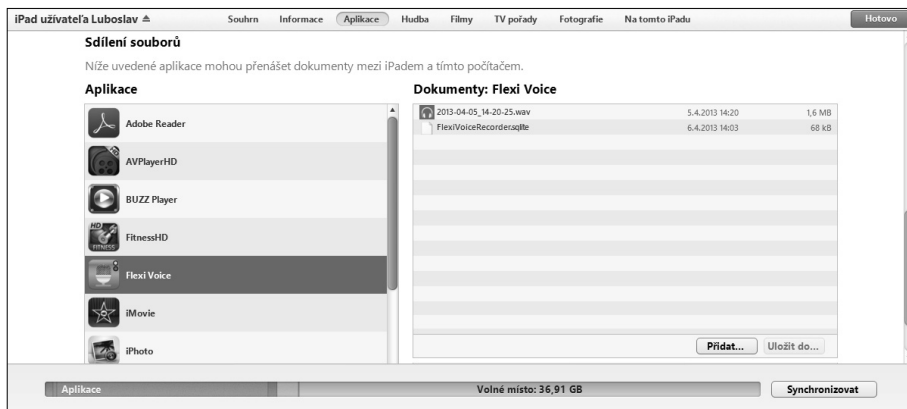 iPad uživateľa Luboslav ≜ Souhrn Informace Aplikace Hudba Filmy TV pořady Fotografie Na tomto iPadu Hotovo
Sdílení souborů
Níže uvedené aplikace mohou přenášet dokumenty mezi iPadem a tímto počítačem.
Aplikace
Adobe Reader
AVPlayerHD
BUZZ Player
HD
FITNESS
FitnessHD
Flexi Voice
iMovie
iPhoto
Dokumenty: Flexi Voice
2013-04-05_14-20-25.wav 5.4.2013 14:20 1,6 MB
FlexiVoiceRecorder.sqlite 6.4.2013 14:03 68 kB
Přidat... Uložit do...
Aplikace Volné místo: 36,91 GB Synchronizovat